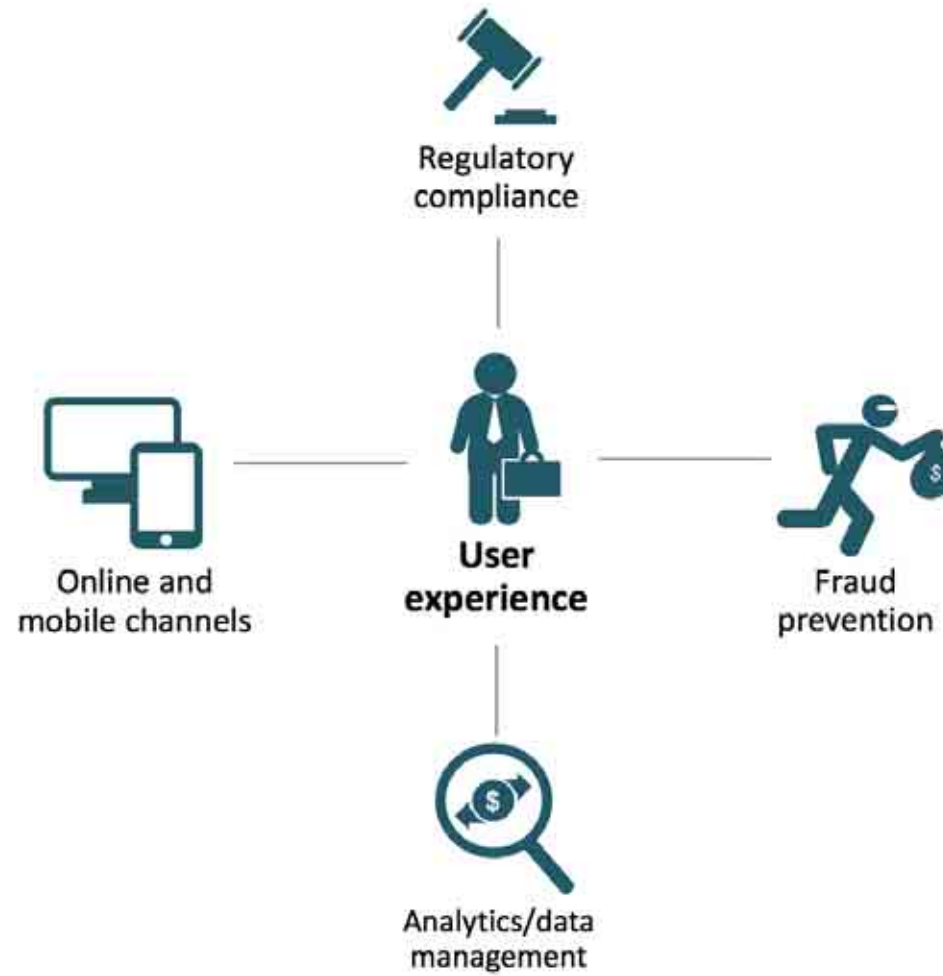 Regulatory
compliance
Online and
mobile channels
User
experience
$
Fraud
prevention
$
Analytics/data
management